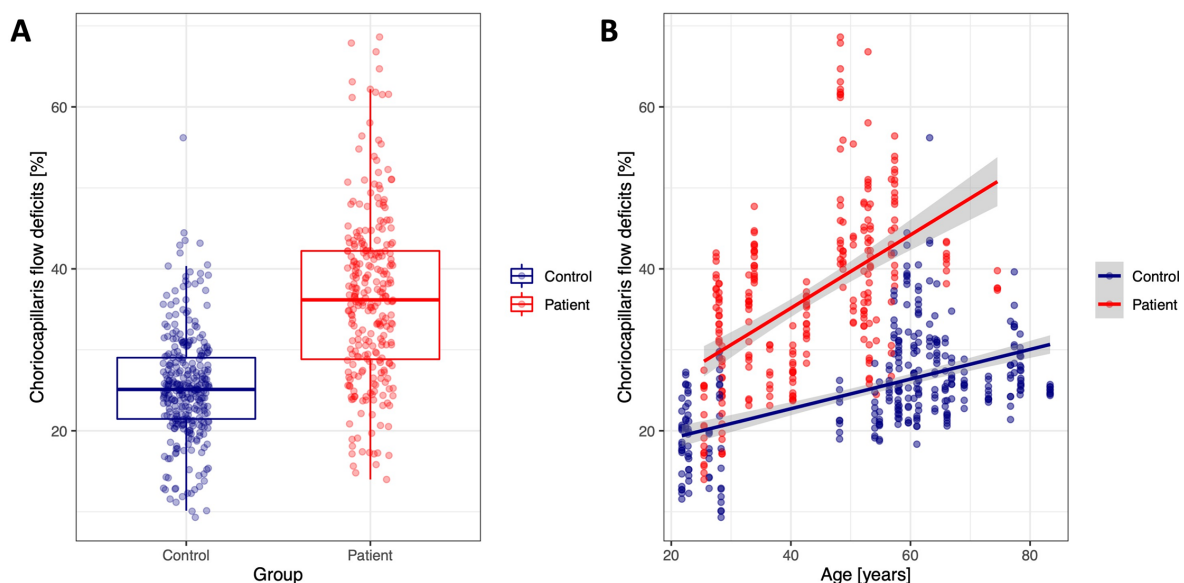 A
Choriocapillaris flow deficits [%]
60
40
20
Control
Patient
Group
Control
Patient
B
Choriocapillaris flow deficits [%]
60
40
20
20
40
60
80
Age [years]
Control
Patient